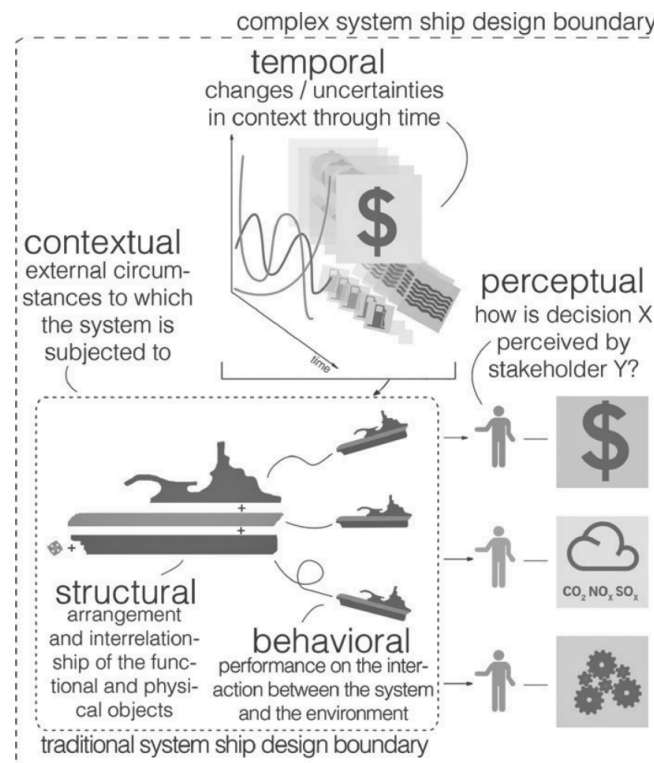 complex system ship design boundary
temporal
changes / uncertainties
in context through time
$
contextual
external circum-
stances to which
the system is
subjected to
time
perceptual
how is decision X
perceived by
stakeholder Y?
+
+
+
$
CO₂ NOₓ SOₓ
structural
arrangement
and interrelation-
ship of the func-
tional and physi-
cal objects
behavioral
performance on the inter-
action between the system
and the environment
traditional system ship design boundary